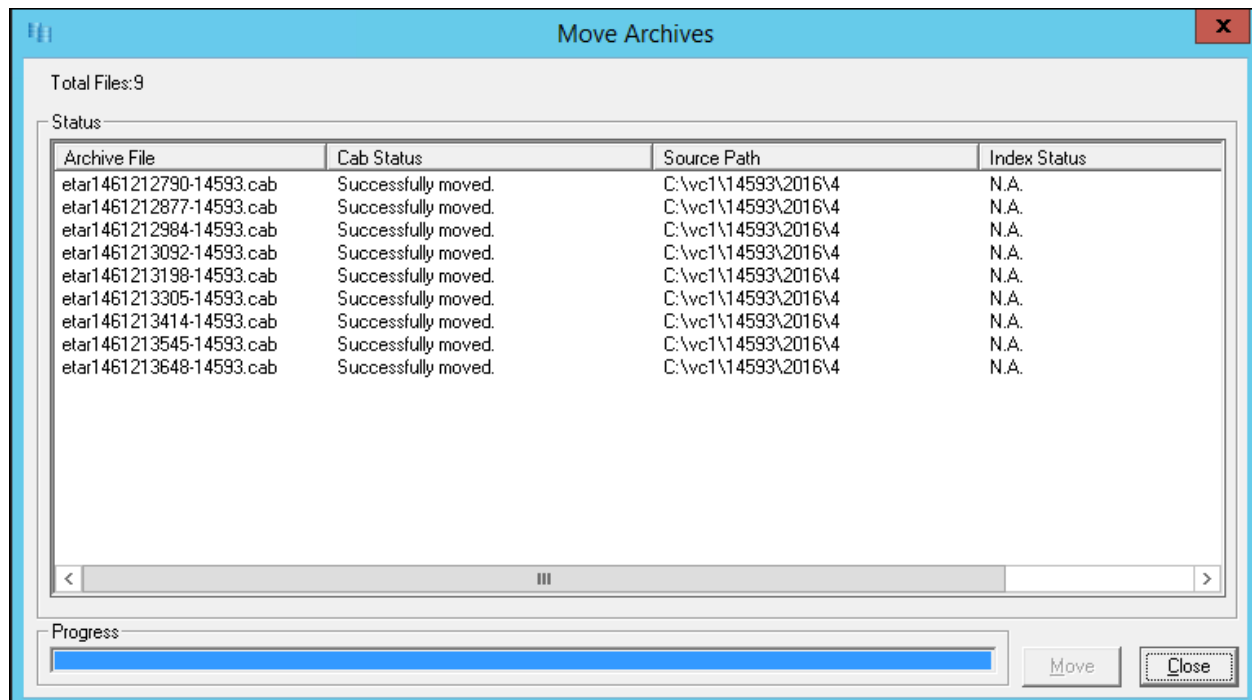 Move Archives
x
Total Files:9
Status
Archive File Cab Status Source Path Index Status
etar1461212790-14593.cab Successfully moved. C:\vc1\14593\2016\4 N.A.
etar1461212877-14593.cab Successfully moved. C:\vc1\14593\2016\4 N.A.
etar1461212984-14593.cab Successfully moved. C:\vc1\14593\2016\4 N.A.
etar1461213092-14593.cab Successfully moved. C:\vc1\14593\2016\4 N.A.
etar1461213198-14593.cab Successfully moved. C:\vc1\14593\2016\4 N.A.
etar1461213305-14593.cab Successfully moved. C:\vc1\14593\2016\4 N.A.
etar1461213414-14593.cab Successfully moved. C:\vc1\14593\2016\4 N.A.
etar1461213545-14593.cab Successfully moved. C:\vc1\14593\2016\4 N.A.
etar1461213648-14593.cab Successfully moved. C:\vc1\14593\2016\4 N.A.
Progress
Move Close